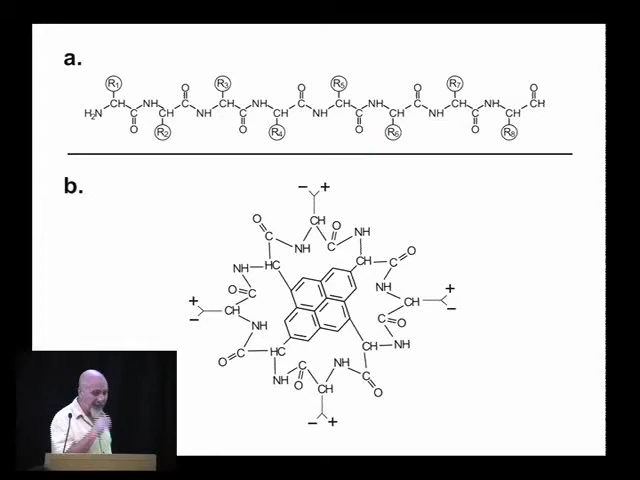 a.
R1 O R3 O R5 O R7 O
H2N CH NH C NH CH NH C NH CH NH C NH CH NH CH
C CH CH C CH C CH C CH
O R2 O R4 O R6 O R8
b.
− +
O CH O
C NH C NH
NH HC CH C O
O C NH
+ CH CH +
− NH C O −
O C HC CH NH
NH C NH C
O CH O
− +